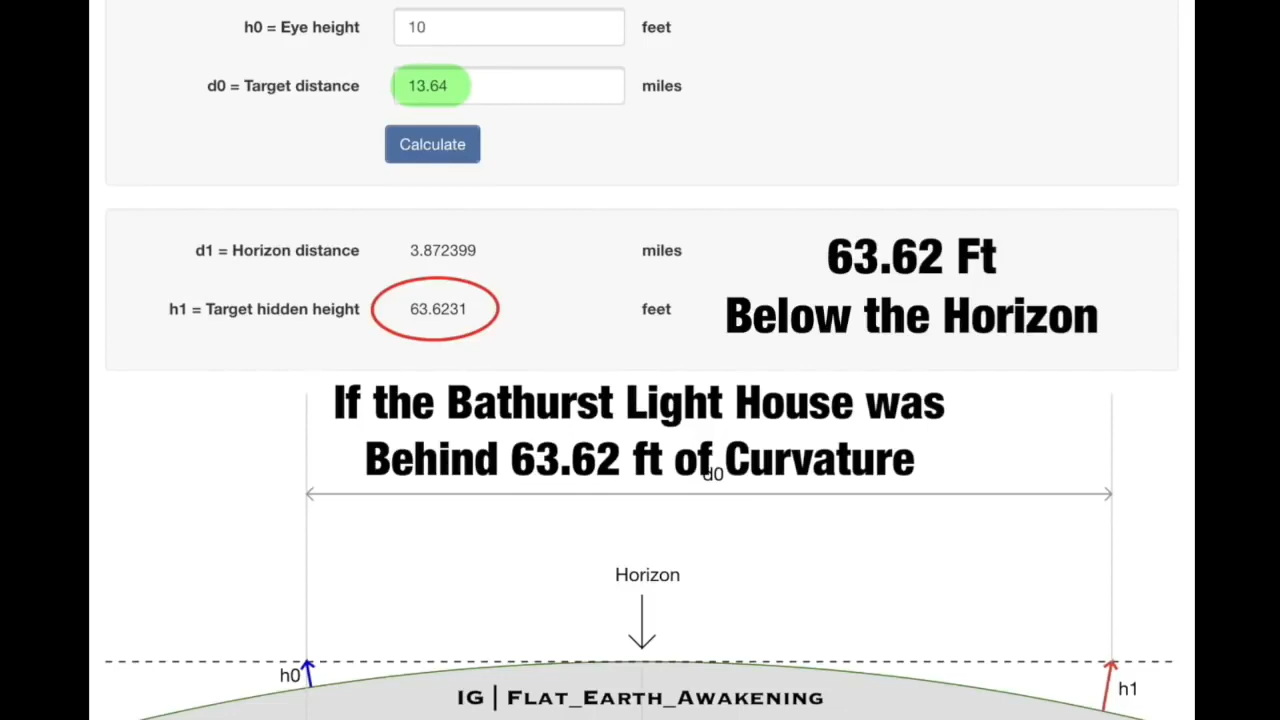 h0 = Eye height 10 feet
d0 = Target distance 13.64 miles
Calculate
d1 = Horizon distance 3.872399 miles
h1 = Target hidden height 63.6231 feet
63.62 Ft
Below the Horizon
If the Bathurst Light House was
Behind 63.62 ft of Curvature
d0
Horizon
h0
h1
IG | Flat_Earth_Awakening